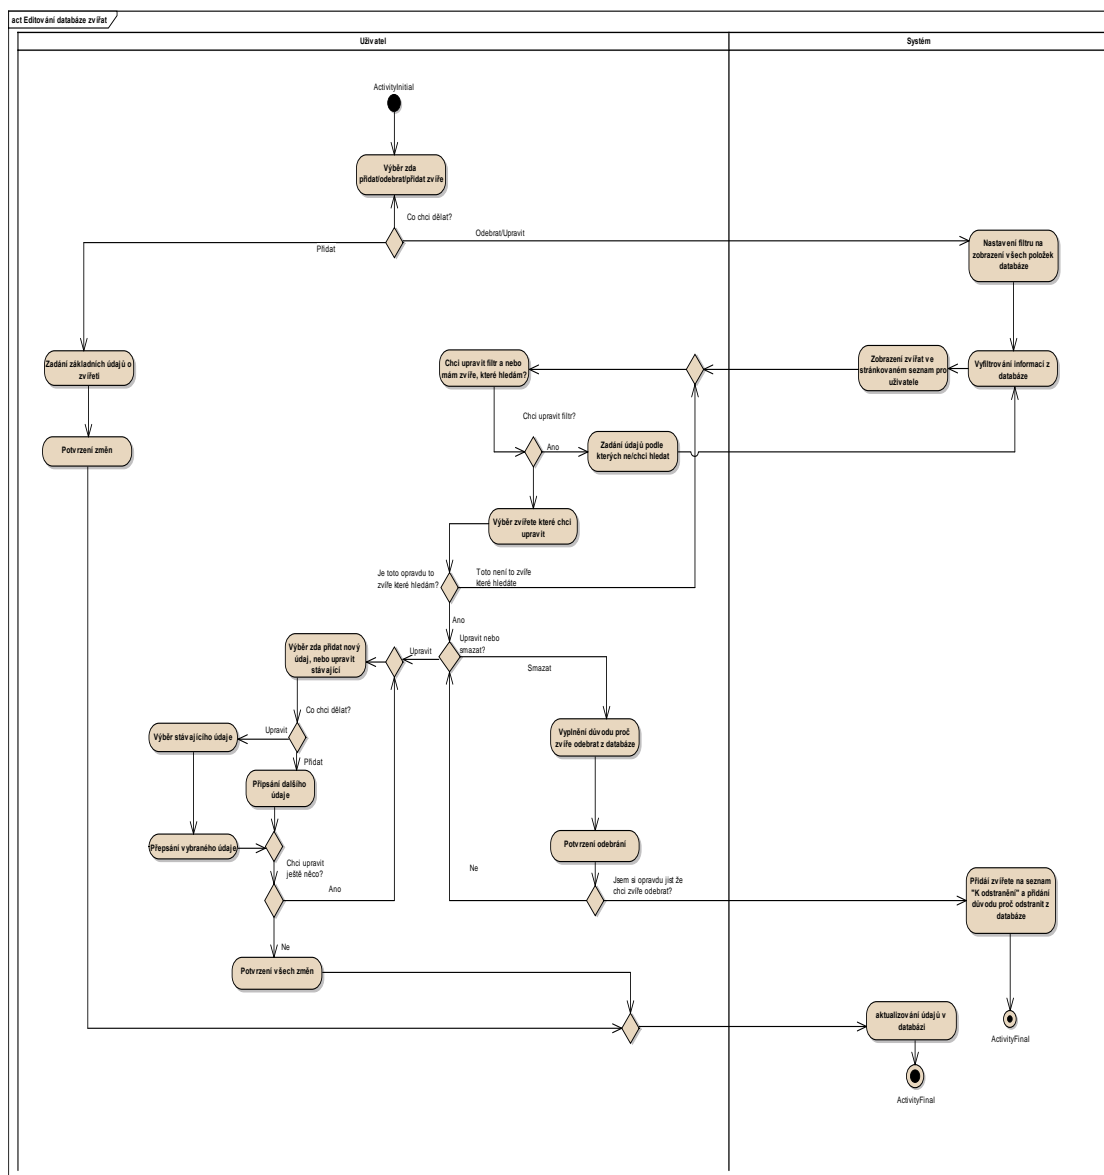 act Editování databáze zvířat
Uživatel
Systém
ActivityInitial
Výběr zda
přidat/odebrat/přidat zvíře
Co chci dělat?
Přidat
Odebrat/Upravit
Nastavení filtru na
zobrazení všech položek
databáze
Zadání základních údajů o
zvířeti
Chci upravit filtr a nebo
mám zvíře, které hledám?
Zobrazení zvířat ve
stránkovaném seznam pro
uživatele
Vyfiltrování informací z
databáze
Chci upravit filtr?
Potvrzení změn
Ano
Zadání údajů podle
kterých ne/chci hledat
Výběr zvířete které chci
upravit
Je toto opravdu to
zvíře které hledám?
Toto není to zvíře
které hledáte
Ano
Výběr zda přidat nový
údaj, nebo upravit
stávající
Upravit
Upravit nebo
smazat?
Smazat
Co chci dělat?
Výběr stávajícího údaje
Upravit
Vyplnění důvodu proč
zvíře odebrat z databáze
Přidat
Připsání dalšího
údaje
Přepsání vybraného údaje
Potvrzení odebrání
Chci upravit
ještě něco?
Ne
Ano
Jsem si opravdu jist že
chci zvíře odebrat?
Přidáí zvířete na seznam
"K odstranění" a přidání
důvodu proč odstranit z
databáze
Ne
Potvrzení všech změn
aktualizování údajů v
databázi
ActivityFinal
ActivityFinal